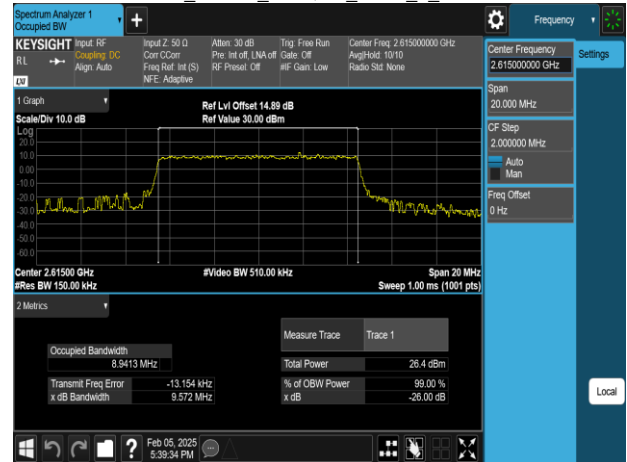 Spectrum Analyzer 1
Occupied BW
Frequency
KEYSIGHT Input: RF Input Z: 50 Ω Atten: 30 dB Trig: Free Run Center Freq: 2.615000000 GHz
RL Coupling: DC Corr CCorr Pre: Int off, LNA off Gate: Off Avg|Hold: 10/10
Align: Auto Freq Ref: Int (S) RF Preset: Off #IF Gain: Low Radio Std: None
LXI NFE: Adaptive
Center Frequency
2.615000000 GHz
Settings
Span
20.000 MHz
CF Step
2.000000 MHz
Auto
Man
Freq Offset
0 Hz
Local
1 Graph
Ref Lvl Offset 14.89 dB
Scale/Div 10.0 dB Ref Value 30.00 dBm
Log
20.0
10.0
0.00
-10.0
-20.0
-30.0
-40.0
-50.0
-60.0
Center 2.61500 GHz #Video BW 510.00 kHz Span 20 MHz
#Res BW 150.00 kHz Sweep 1.00 ms (1001 pts)
2 Metrics
Measure Trace Trace 1
Occupied Bandwidth
8.9413 MHz
Total Power 26.4 dBm
Transmit Freq Error -13.154 kHz % of OBW Power 99.00 %
x dB Bandwidth 9.572 MHz x dB -26.00 dB
? Feb 05, 2025
5:39:34 PM